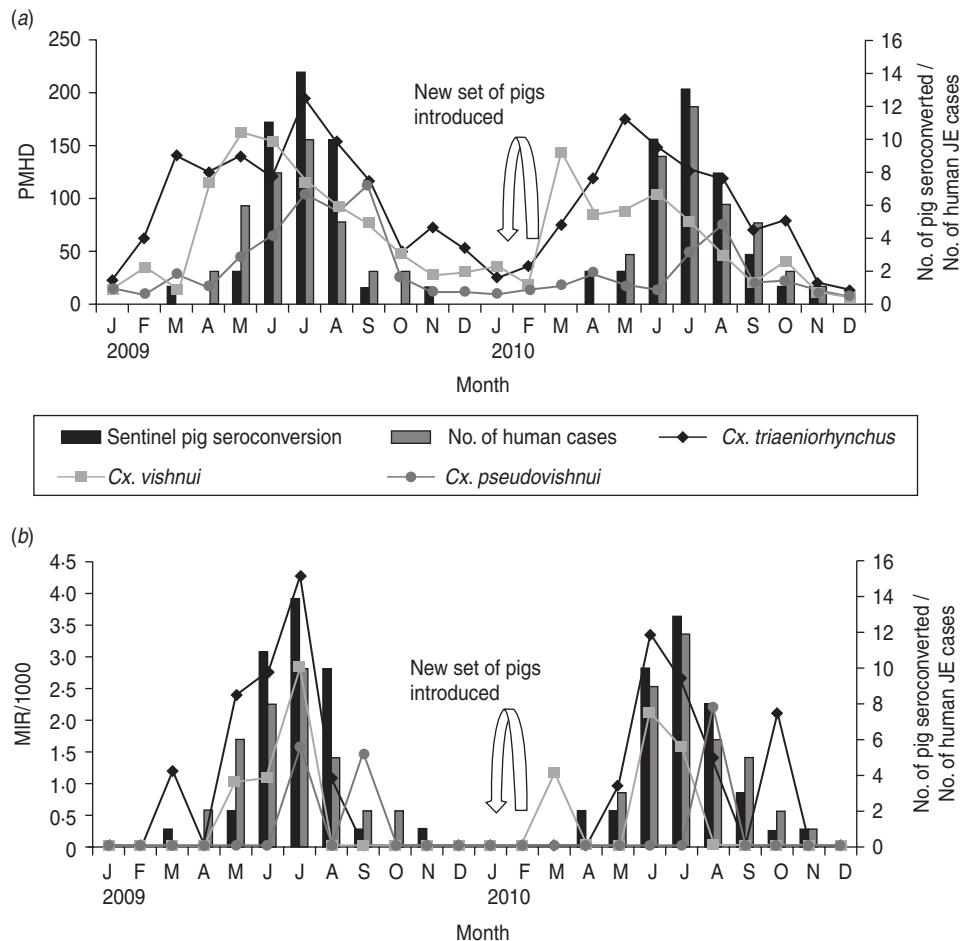 (a)
250
200
150
100
50
0
PMHD
New set of pigs
introduced
16
14
12
10
8
6
4
2
0
No. of pig seroconverted /
No. of human JE cases
J F M A M J J A S O N D J F M A M J J A S O N D
2009 2010
Month
Sentinel pig seroconversion No. of human cases Cx. triaeniorhynchus
Cx. vishnui Cx. pseudovishnui
(b)
4·5
4·0
3·5
3·0
2·5
2·0
1·5
1·0
0·5
0
MIR/1000
New set of pigs
introduced
16
14
12
10
8
6
4
2
0
No. of pig seroconverted /
No. of human JE cases
J F M A M J J A S O N D J F M A M J J A S O N D
2009 2010
Month